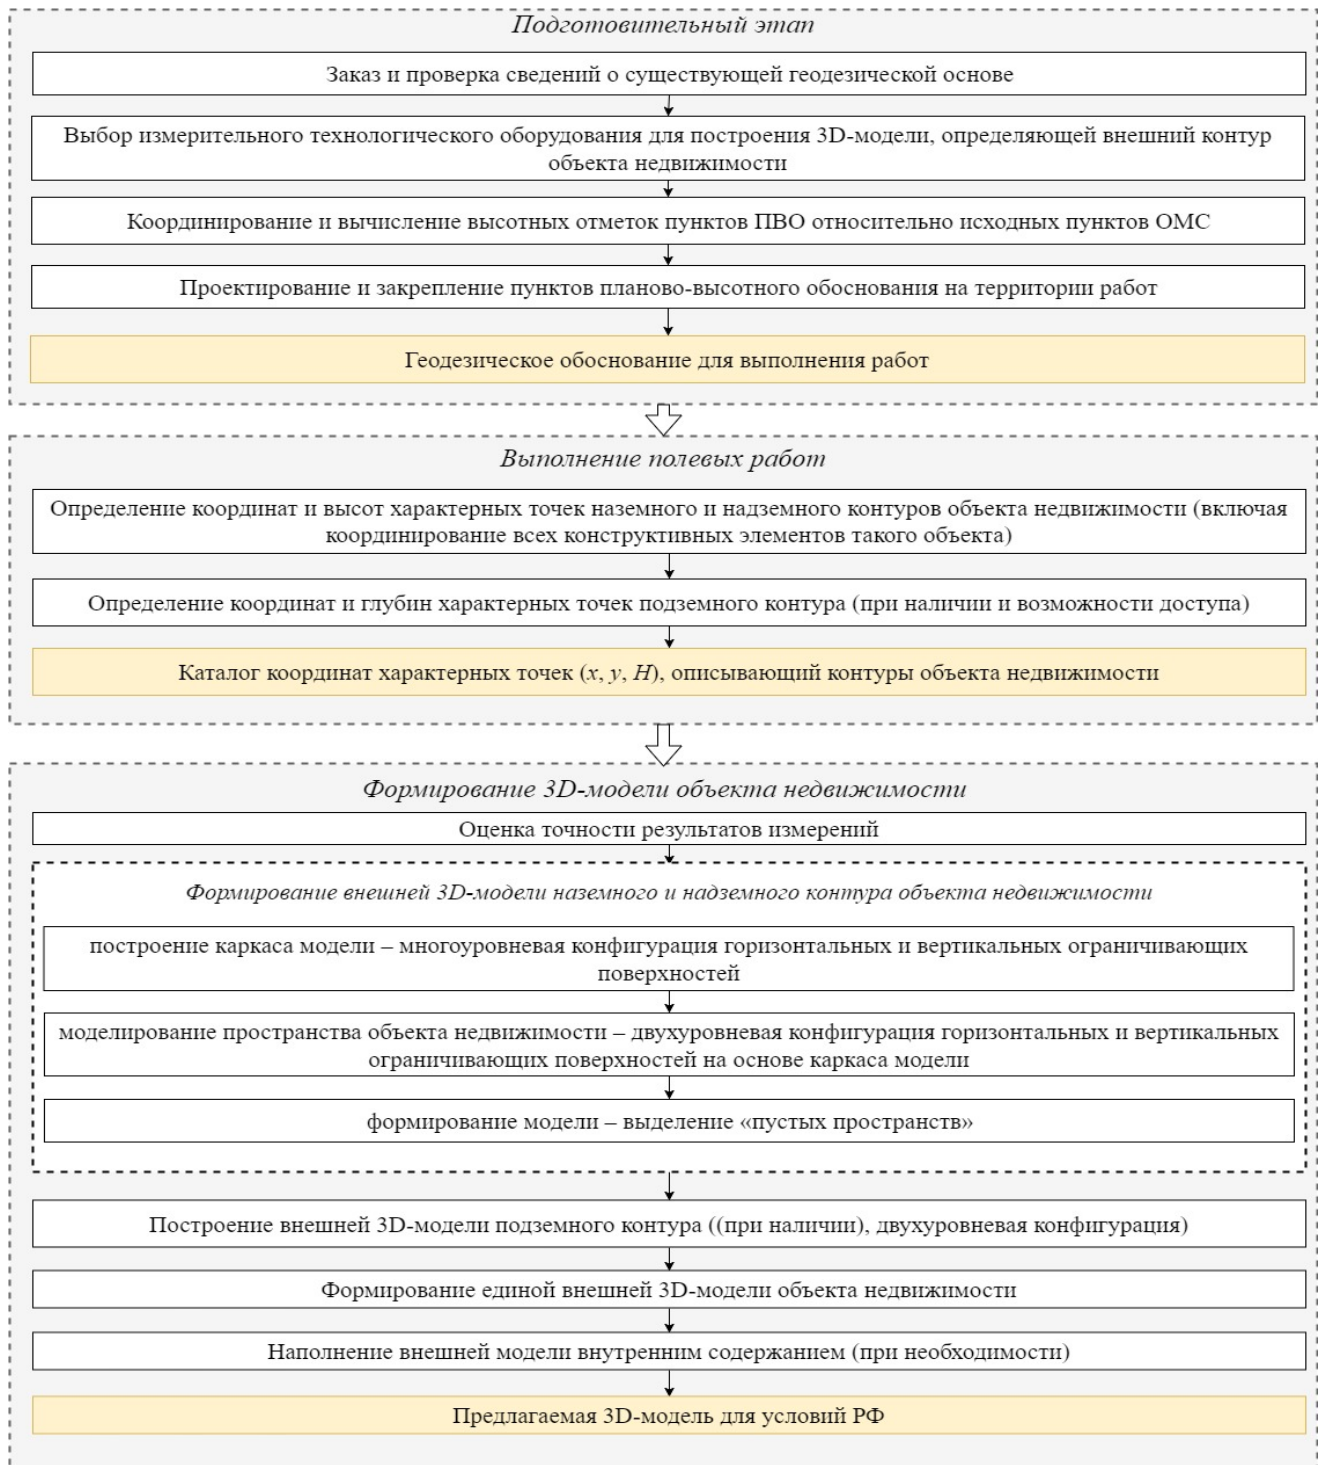 Подготовительный этап
Заказ и проверка сведений о существующей геодезической основе
Выбор измерительного технологического оборудования для построения 3D-модели, определяющей внешний контур
объекта недвижимости
Координирование и вычисление высотных отметок пунктов ПВО относительно исходных пунктов ОМС
Проектирование и закрепление пунктов планово-высотного обоснования на территории работ
Геодезическое обоснование для выполнения работ
Выполнение полевых работ
Определение координат и высот характерных точек наземного и надземного контуров объекта недвижимости (включая
координирование всех конструктивных элементов такого объекта)
Определение координат и глубин характерных точек подземного контура (при наличии и возможности доступа)
Каталог координат характерных точек (x, y, H), описывающий контуры объекта недвижимости
Формирование 3D-модели объекта недвижимости
Оценка точности результатов измерений
Формирование внешней 3D-модели наземного и надземного контура объекта недвижимости
построение каркаса модели – многоуровневая конфигурация горизонтальных и вертикальных ограничивающих
поверхностей
моделирование пространства объекта недвижимости – двухуровневая конфигурация горизонтальных и вертикальных
ограничивающих поверхностей на основе каркаса модели
формирование модели – выделение «пустых пространств»
Построение внешней 3D-модели подземного контура ((при наличии), двухуровневая конфигурация)
Формирование единой внешней 3D-модели объекта недвижимости
Наполнение внешней модели внутренним содержанием (при необходимости)
Предлагаемая 3D-модель для условий РФ